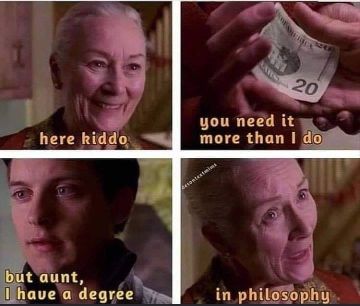 here kiddo
20
you need it
more than I do
but aunt,
I have a degree
in philosophy